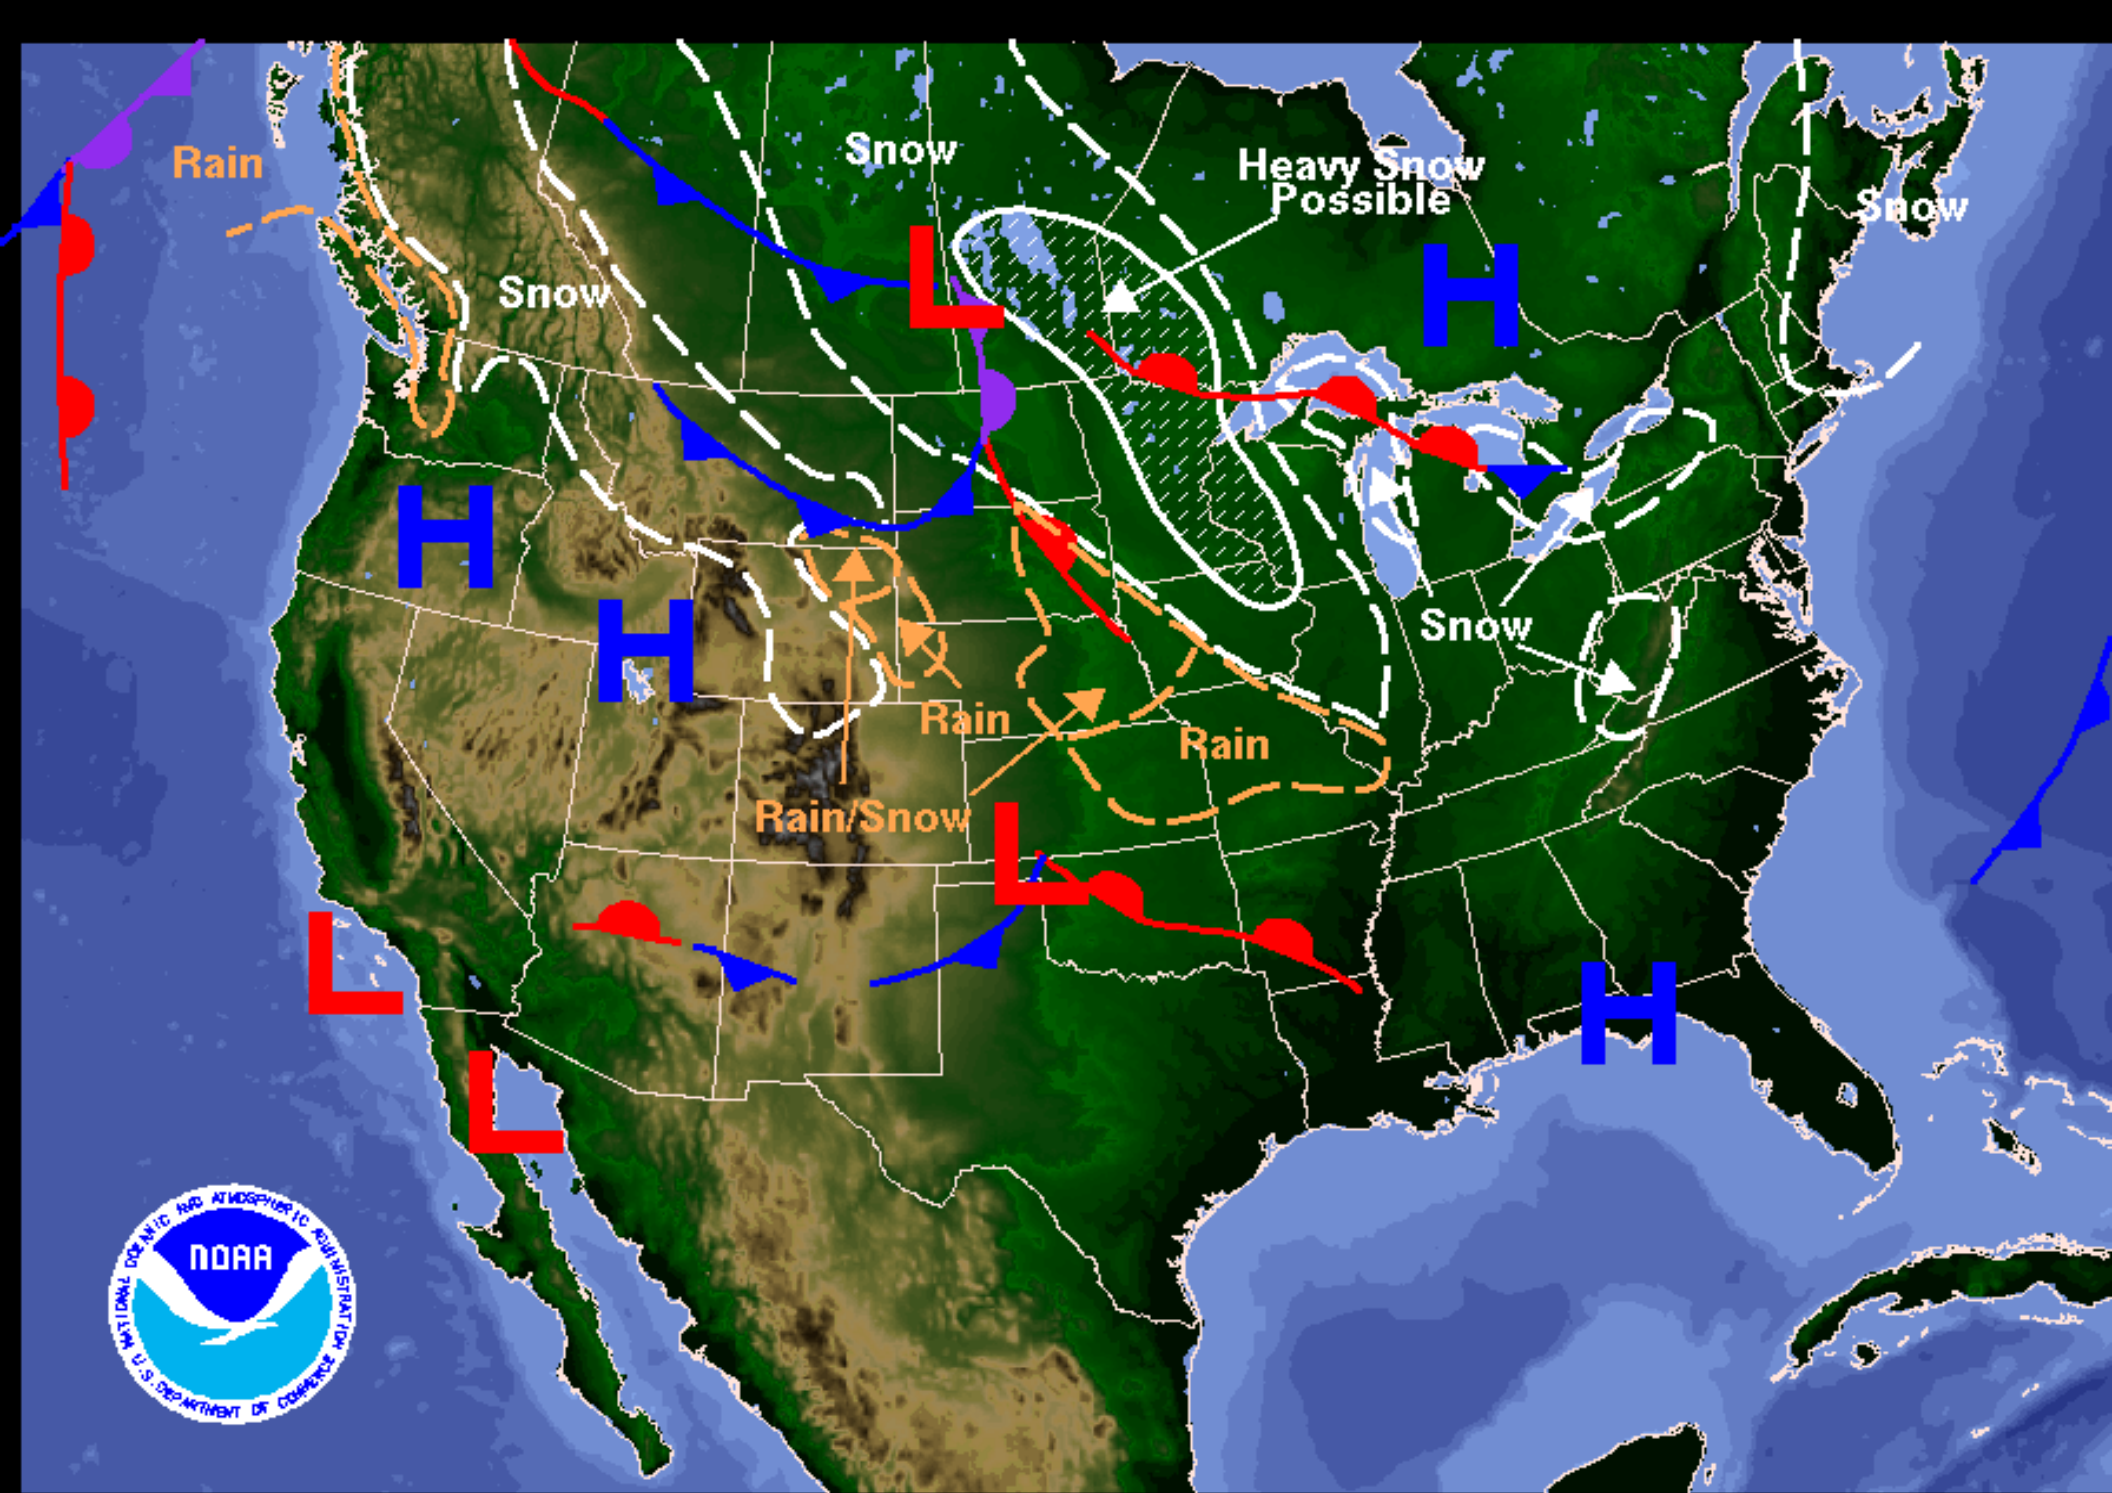 Snow
Heavy Snow
Possible
Rain
Snow
H
L
Snow
H
H
Snow
Rain
Rain
Rain/Snow
L
L
H
L
NATIONAL OCEANIC AND ATMOSPHERIC ADMINISTRATION
NOAA
U.S. DEPARTMENT OF COMMERCE